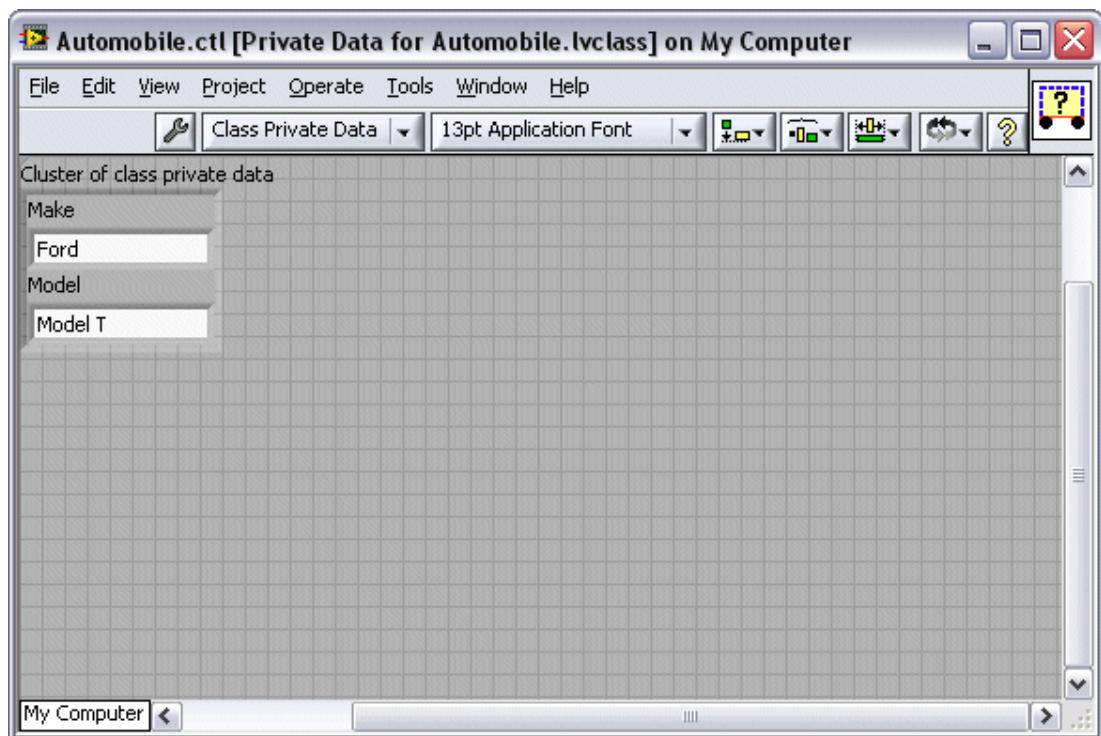 Automobile.ctl [Private Data for Automobile.lvclass] on My Computer
File Edit View Project Operate Tools Window Help
Class Private Data 13pt Application Font ? ?
Cluster of class private data
Make
Ford
Model
Model T
My Computer